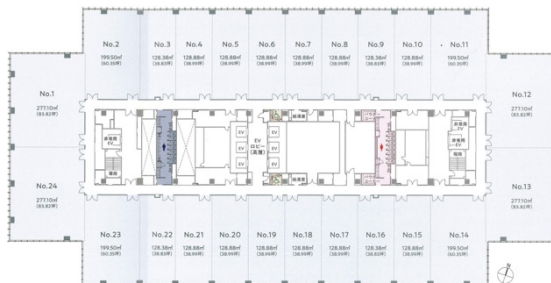 No.2
199.50㎡
(60.35坪)
No.3
128.38㎡
(38.83坪)
No.4
128.88㎡
(38.99坪)
No.5
128.88㎡
(38.99坪)
No.6
128.88㎡
(38.99坪)
No.7
128.88㎡
(38.99坪)
No.8
128.88㎡
(38.99坪)
No.9
128.38㎡
(38.83坪)
No.10
128.88㎡
(38.99坪)
No.11
199.50㎡
(60.35坪)
No.1
277.10㎡
(83.82坪)
No.12
277.10㎡
(83.82坪)
非常用
EV
階段
EV
EV
EV
EV
ロビー
(高層)
EV
EV
EV
給湯室
給湯室
非常用
EV
階段
No.24
277.10㎡
(83.82坪)
No.13
277.10㎡
(83.82坪)
No.23
199.50㎡
(60.35坪)
No.22
128.38㎡
(38.83坪)
No.21
128.88㎡
(38.99坪)
No.20
128.88㎡
(38.99坪)
No.19
128.88㎡
(38.99坪)
No.18
128.88㎡
(38.99坪)
No.17
128.88㎡
(38.99坪)
No.16
128.38㎡
(38.83坪)
No.15
128.88㎡
(38.99坪)
No.14
199.50㎡
(60.35坪)
N